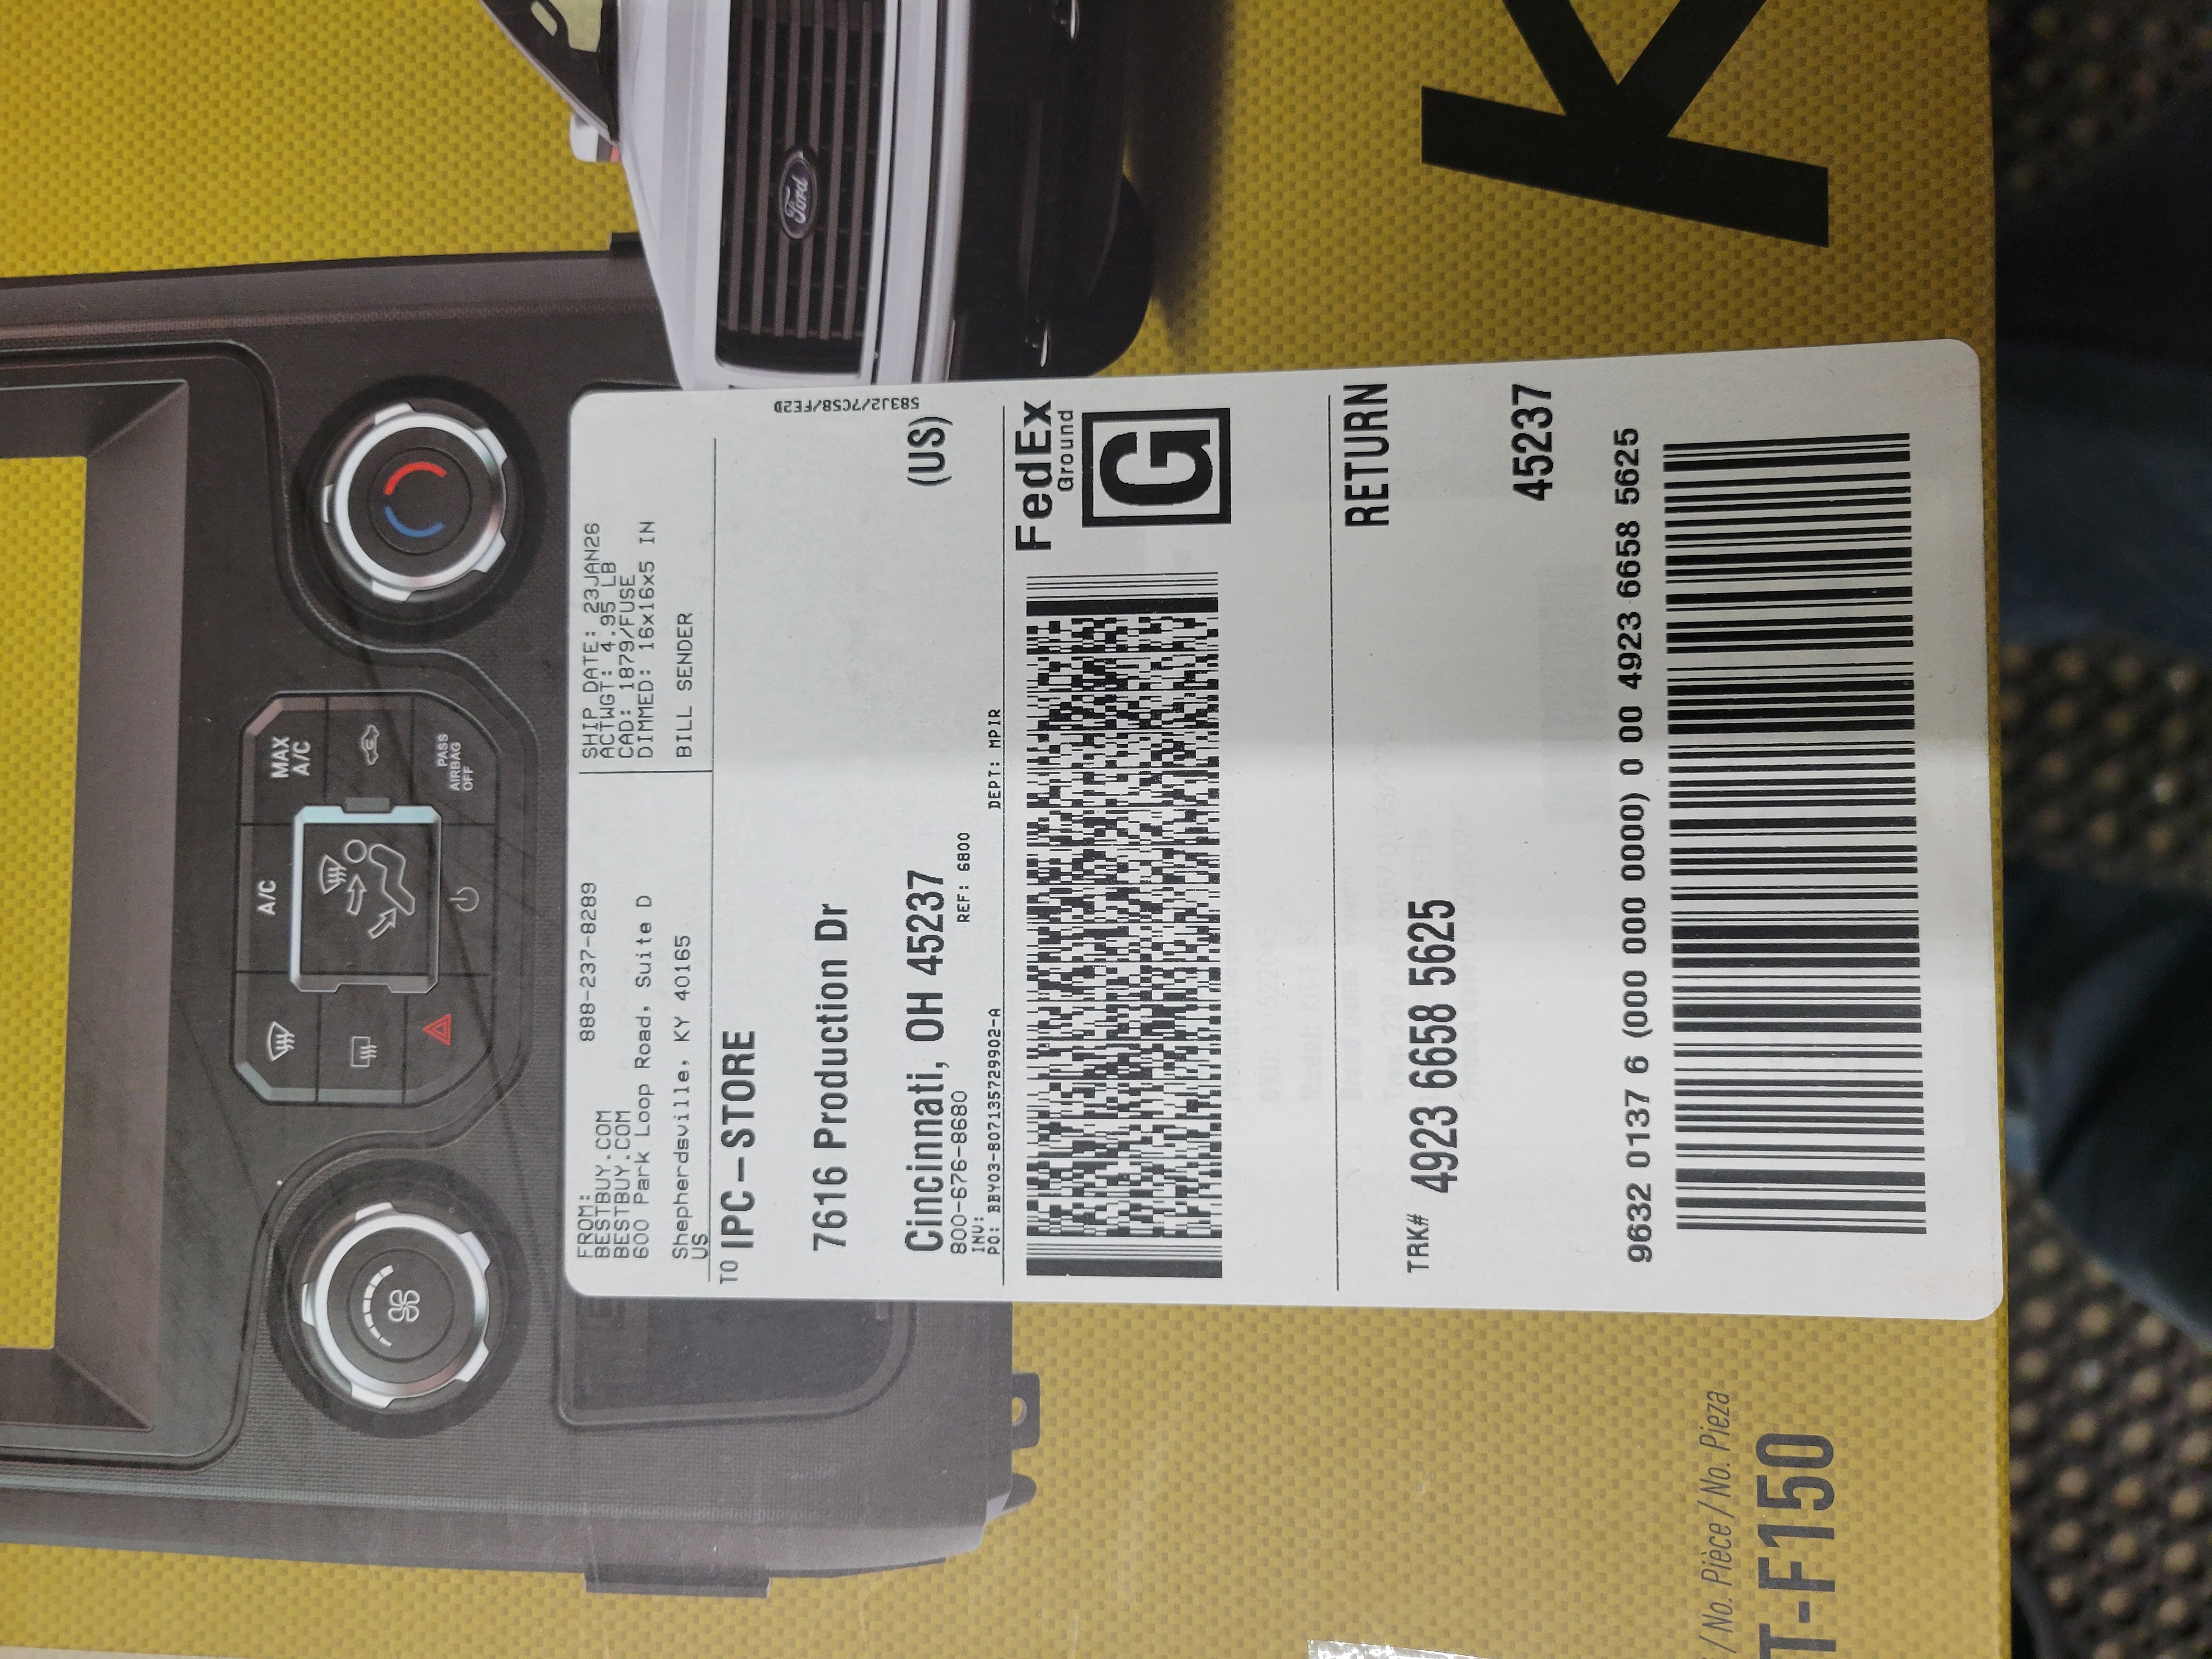 FROM:
888-237-8289
BESTBUY.COM
BESTBUY.COM
600 Park Loop Road, Suite D
Shepherdsville, KY 40165
US
SHIP DATE: 23JAN26
ACTWGT: 4.95 LB
CAD: 1879/FUSE
DIMMED: 16x16x5 IN
BILL SENDER
TO IPC-STORE
7616 Production Dr
Cincinnati, OH 45237
(US)
800-676-8680
REF: 6800
INV:
PO: BBY03-807135729902-A
DEPT: MPIR
583J2/7C58/FE2D
FedEx
Ground
G
RETURN
TRK# 4923 6658 5625
45237
9632 0137 6 (000 000 0000) 0 00 4923 6658 5625
A/C
MAX
A/C
PASS
AIRBAG
OFF
Ford
K
/ No. Pièce / No. Pieza
T-F150